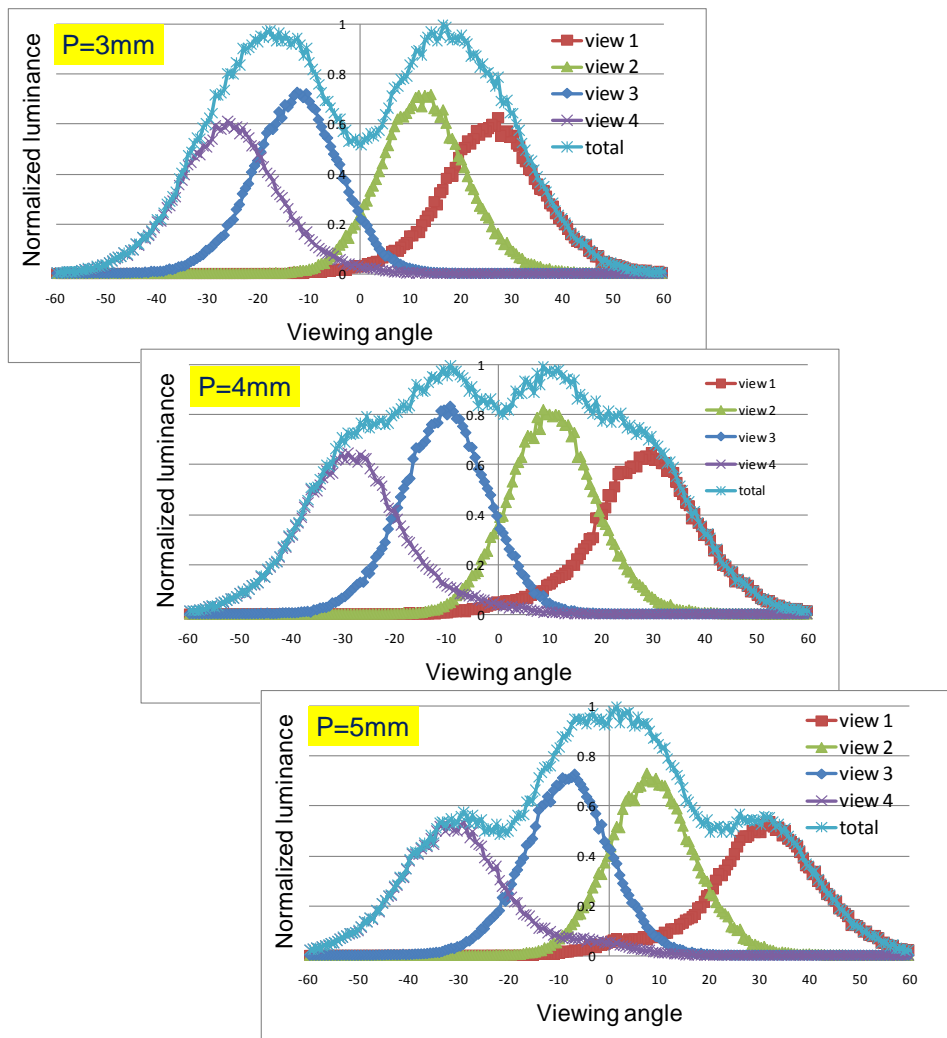 P=3mm
Normalized luminance
1
0.8
0.6
0.4
0.2
0
view 1
view 2
view 3
view 4
total
-60 -50 -40 -30 -20 -10 0 10 20 30 40 50 60
Viewing angle
P=4mm
Normalized luminance
1
0.8
0.6
0.4
0.2
0
view 1
view 2
view 3
view 4
total
-60 -50 -40 -30 -20 -10 0 10 20 30 40 50 60
Viewing angle
P=5mm
Normalized luminance
1
0.8
0.6
0.4
0.2
0
view 1
view 2
view 3
view 4
total
-60 -50 -40 -30 -20 -10 0 10 20 30 40 50 60
Viewing angle